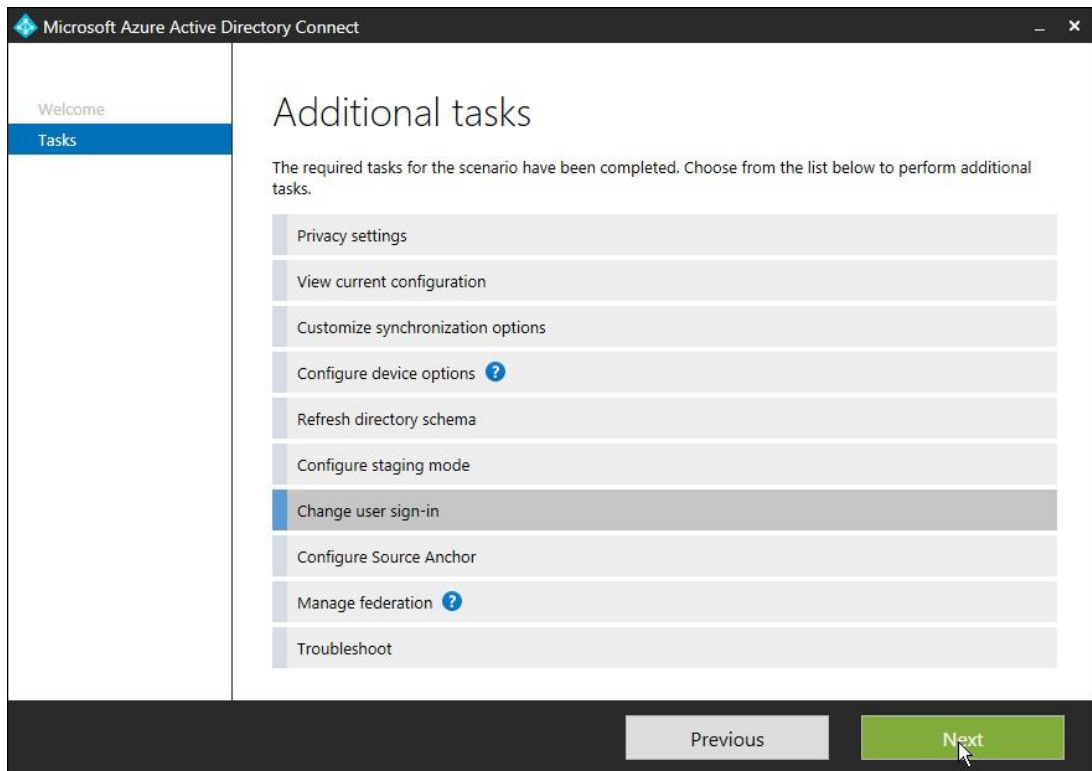 Microsoft Azure Active Directory Connect
Welcome
Tasks
Additional tasks
The required tasks for the scenario have been completed. Choose from the list below to perform additional
tasks.
Privacy settings
View current configuration
Customize synchronization options
Configure device options ?
Refresh directory schema
Configure staging mode
Change user sign-in
Configure Source Anchor
Manage federation ?
Troubleshoot
Previous
Next